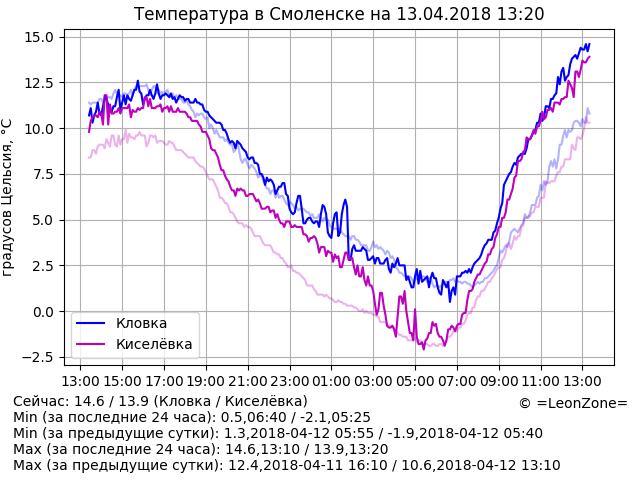 Температура в Смоленске на 13.04.2018 13:20
градусов Цельсия, °C
15.0
12.5
10.0
7.5
5.0
2.5
0.0
−2.5
Кловка
Киселёвка
13:00 15:00 17:00 19:00 21:00 23:00 01:00 03:00 05:00 07:00 09:00 11:00 13:00
Сейчас: 14.6 / 13.9 (Кловка / Киселёвка)
© =LeonZone=
Min (за последние 24 часа): 0.5,06:40 / -2.1,05:25
Min (за предыдущие сутки): 1.3,2018-04-12 05:55 / -1.9,2018-04-12 05:40
Max (за последние 24 часа): 14.6,13:10 / 13.9,13:20
Max (за предыдущие сутки): 12.4,2018-04-11 16:10 / 10.6,2018-04-12 13:10